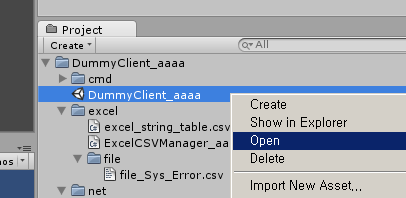 Project
Create
All
DummyClient_aaaa
cmd
DummyClient_aaaa
excel
excel_string_table.csv
ExcelCSVManager_aa
file
file_Sys_Error.csv
net
Create
Show in Explorer
Open
Delete
Import New Asset...